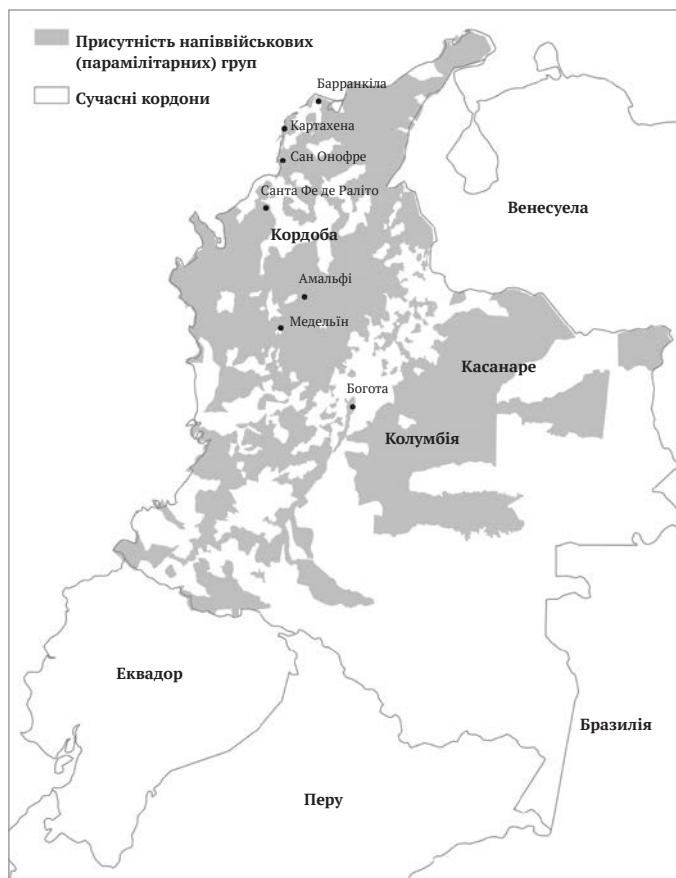 Присутність напіввійськових
(парамілітарних) груп
Сучасні кордони
Барранкіла
Картахена
Сан Онофре
Санта Фе де Раліто
Венесуела
Кордоба
Амальфі
Медельїн
Касанаре
Богота
Колумбія
Еквадор
Бразилія
Перу